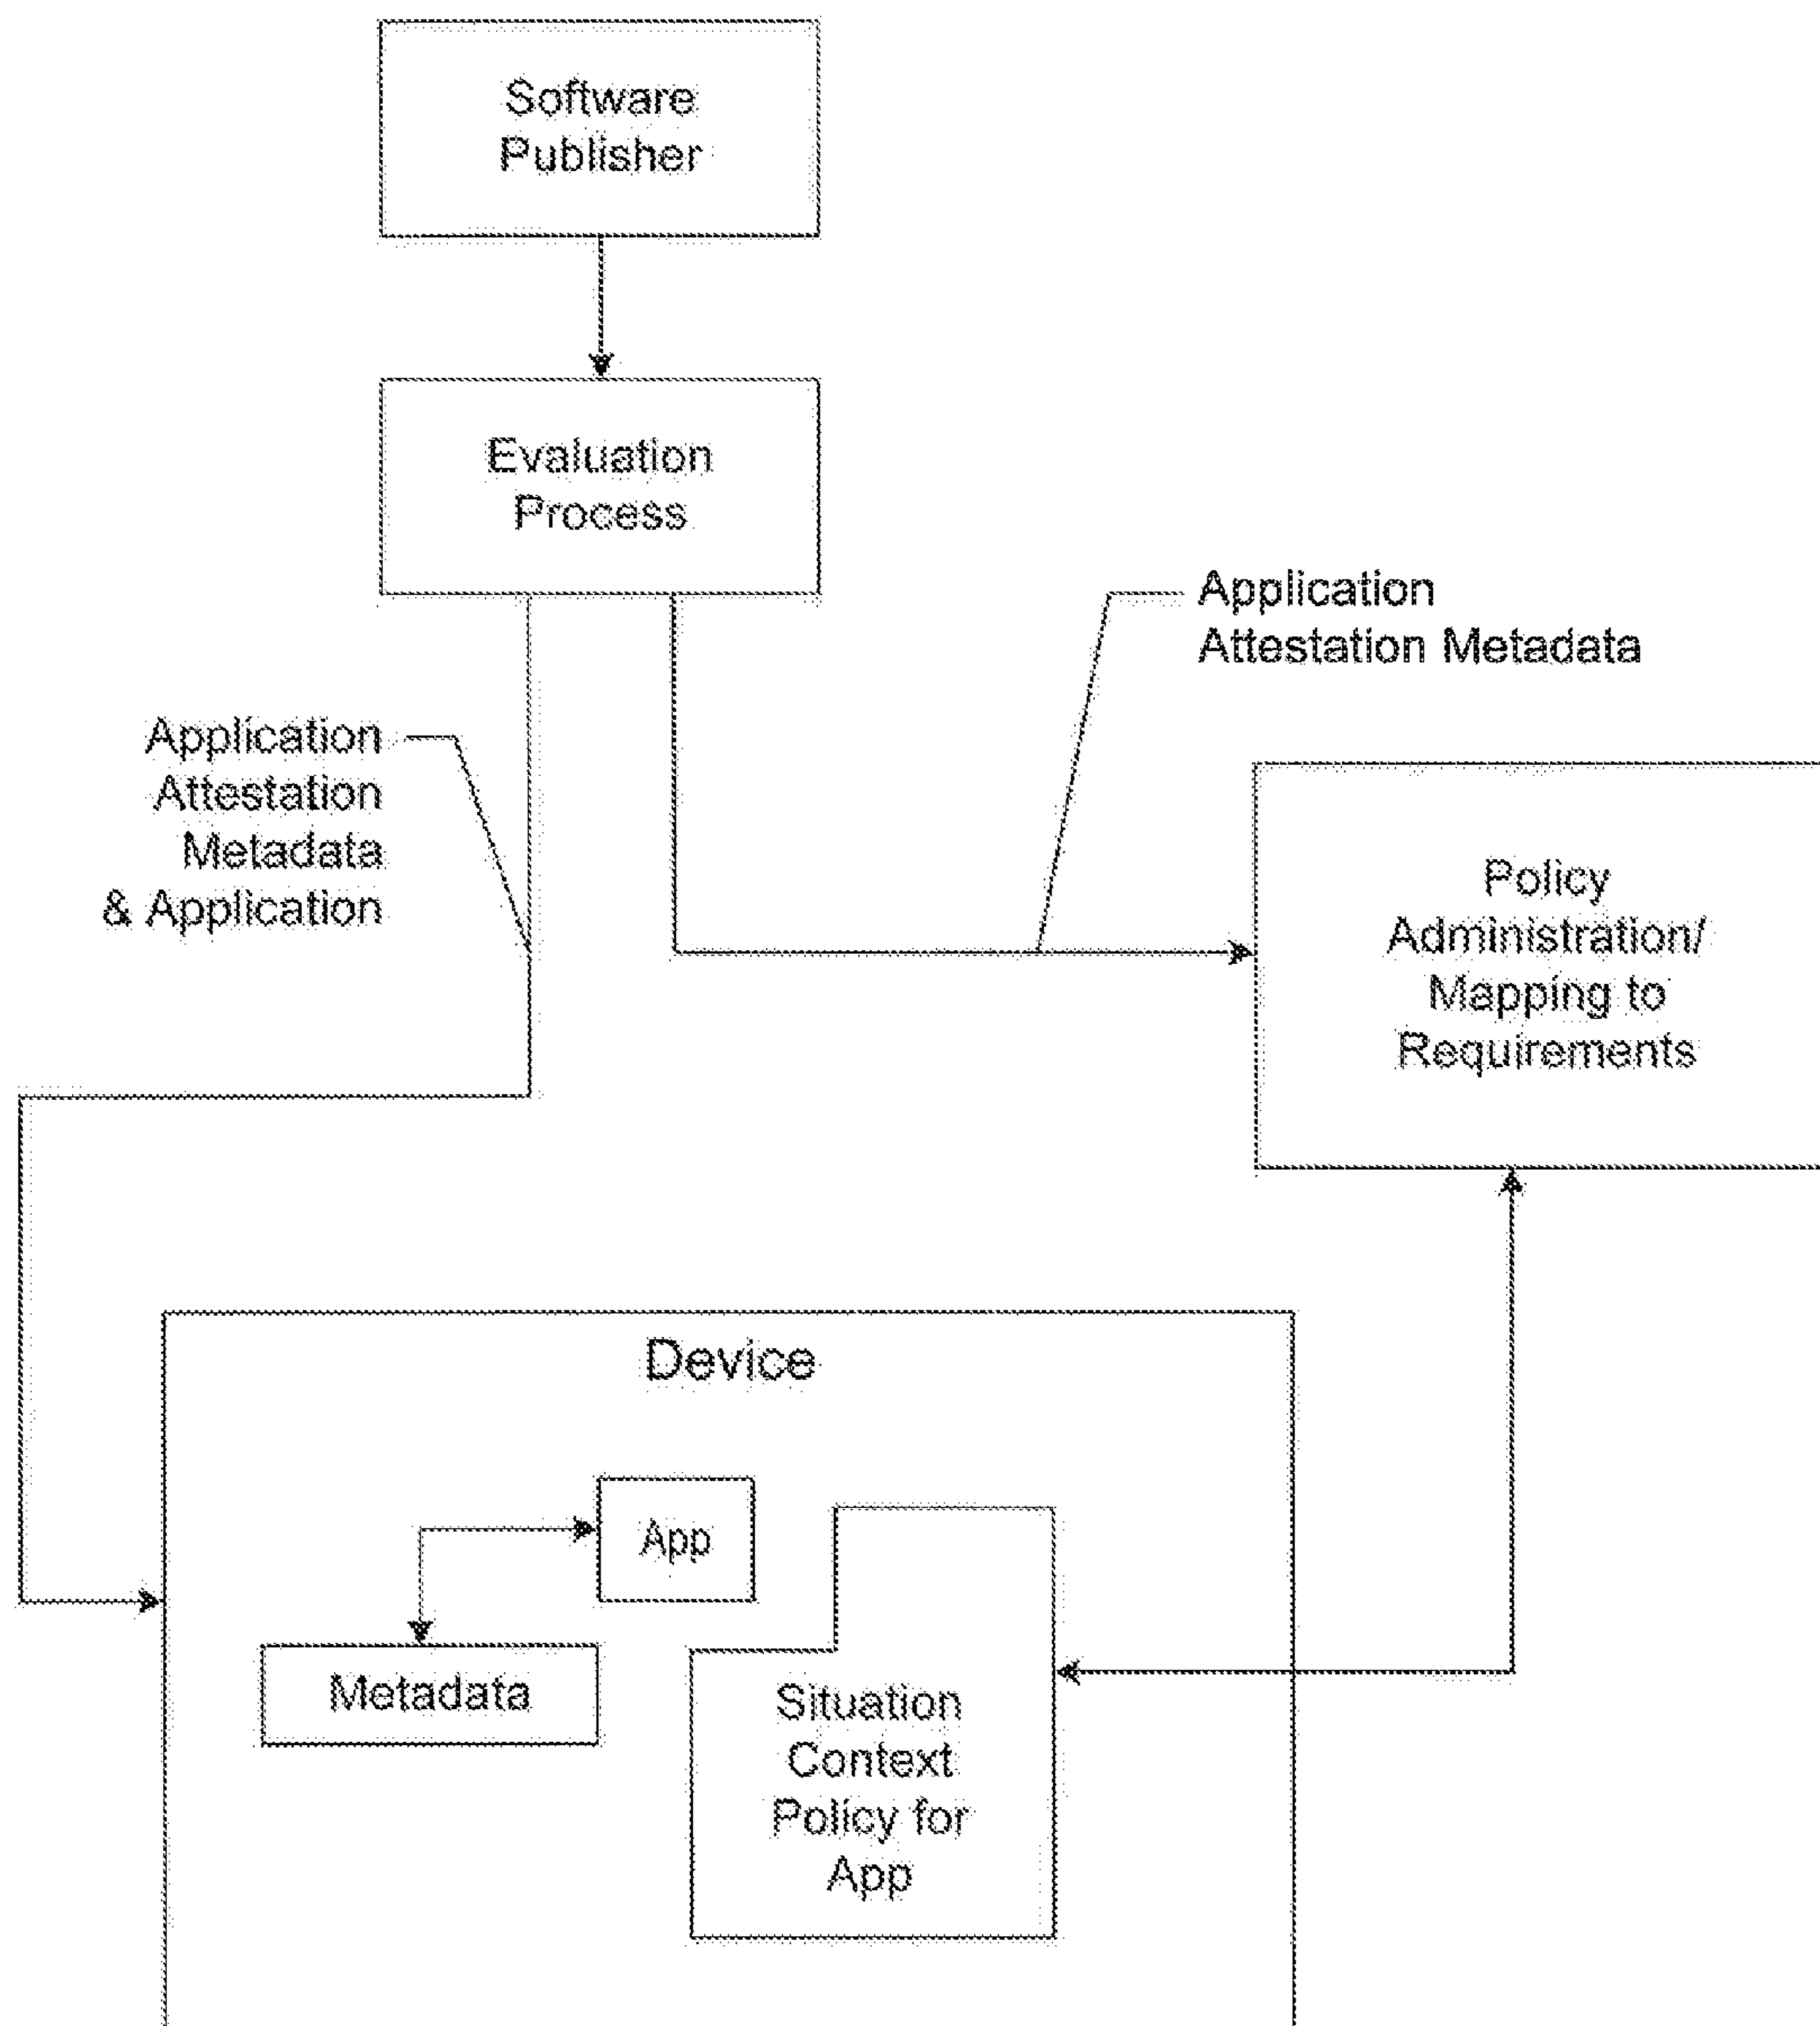 Software
Publisher
Evaluation
Process
Application
Attestation Metadata
Application
Attestation
Metadata
& Application
Policy
Administration/
Mapping to
Requirements
Device
App
Metadata
Situation
Context
Policy for
App